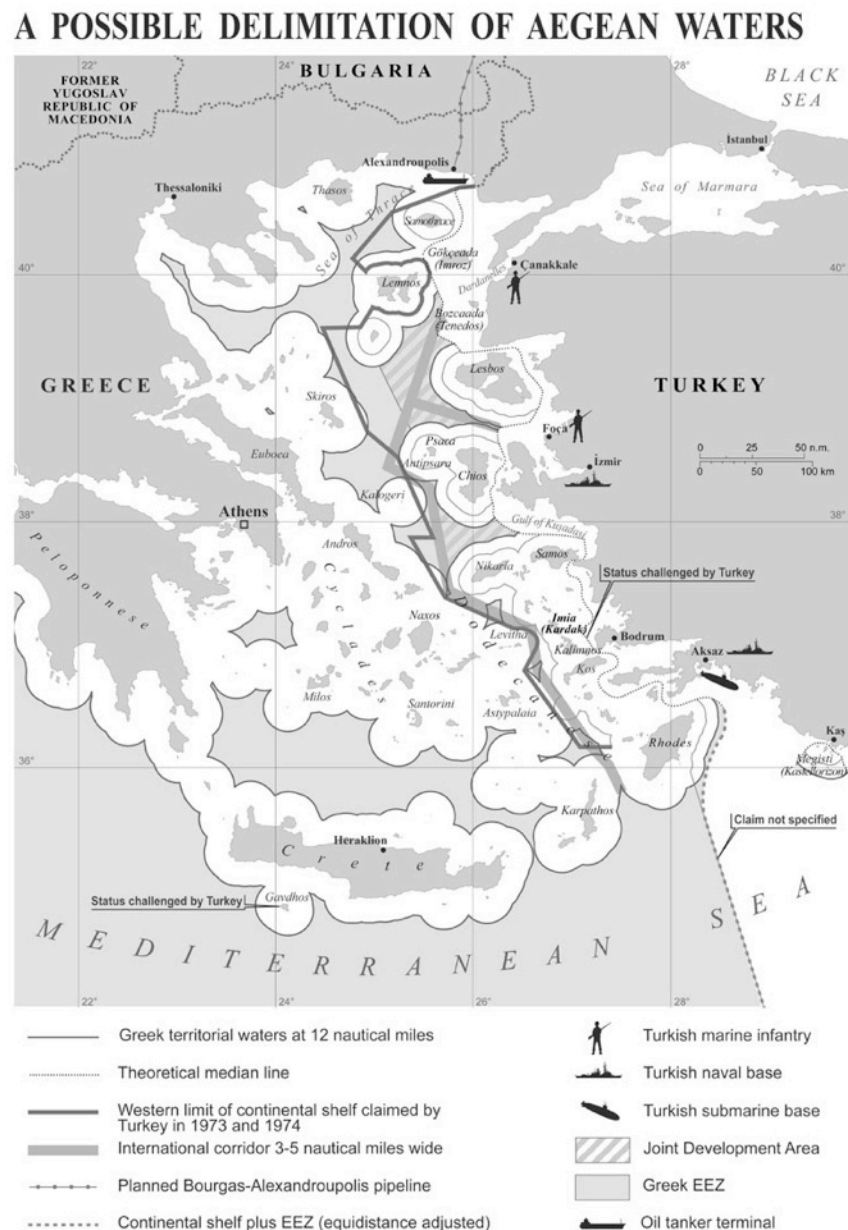 A POSSIBLE DELIMITATION OF AEGEAN WATERS
22°
24°
28°
BULGARIA
FORMER
YUGOSLAV
REPUBLIC OF
MACEDONIA
BLACK
SEA
İstanbul
Alexandroupolis
Thessaloniki
Thasos
Sea of Marmara
Samothrace
Sea of Thrace
Gökçeada
(İmroz)
Çanakkale
40°
40°
Lemnos
Dardanelles
Bozcaada
(Tenedos)
GREECE
Lesbos
TURKEY
Skiros
Foça
0 25 50 n.m.
0 50 100 km
Psara
Euboea
Antipsara
İzmir
Chios
Kalogeri
Athens
38°
38°
Gulf of Kuşadasi
Andros
Samos
Peloponnese
Cyclades
Nikaria
Status challenged by Turkey
Naxos
Dodecanese
Imia
(Kardak)
Levitha
Bodrum
Kalimnos
Aksaz
Kos
Milos
Santorini
Astypalaia
Rhodes
Kaş
Megisti
(Kastellorizon)
36°
36°
Karpathos
Claim not specified
Heraklion
Crete
Status challenged by Turkey
Gavdhos
MEDITERRANEAN SEA
22°
24°
26°
28°
Greek territorial waters at 12 nautical miles
Theoretical median line
Western limit of continental shelf claimed by
Turkey in 1973 and 1974
International corridor 3-5 nautical miles wide
Planned Bourgas-Alexandroupolis pipeline
Continental shelf plus EEZ (equidistance adjusted)
Turkish marine infantry
Turkish naval base
Turkish submarine base
Joint Development Area
Greek EEZ
Oil tanker terminal